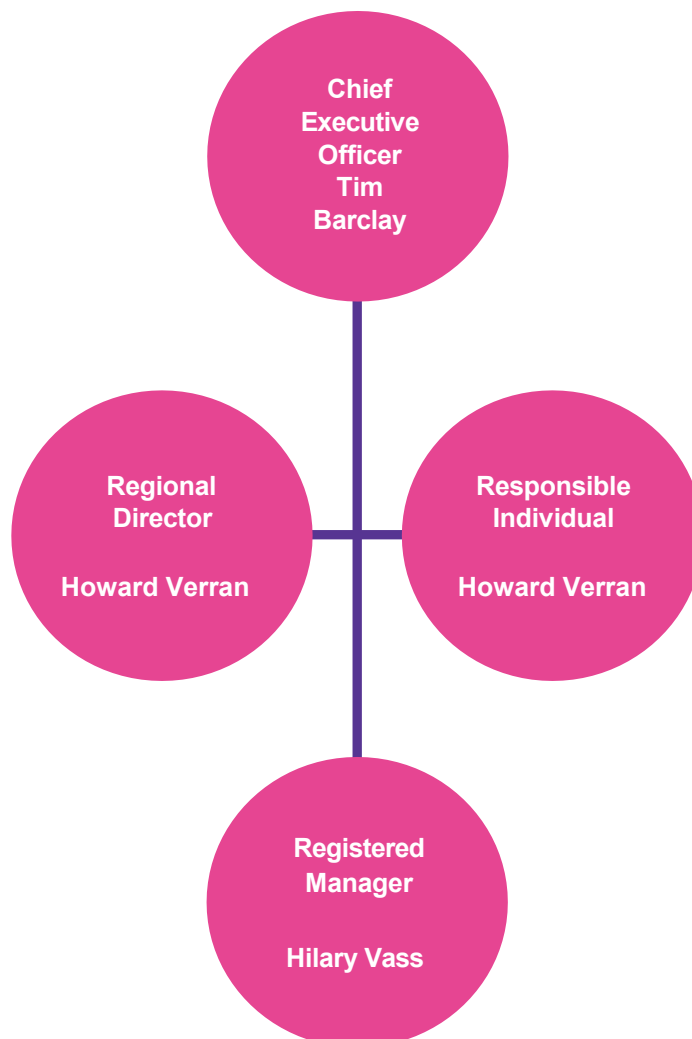 Chief
Executive
Officer
Tim
Barclay
Regional
Director
Howard Verran
Responsible
Individual
Howard Verran
Registered
Manager
Hilary Vass